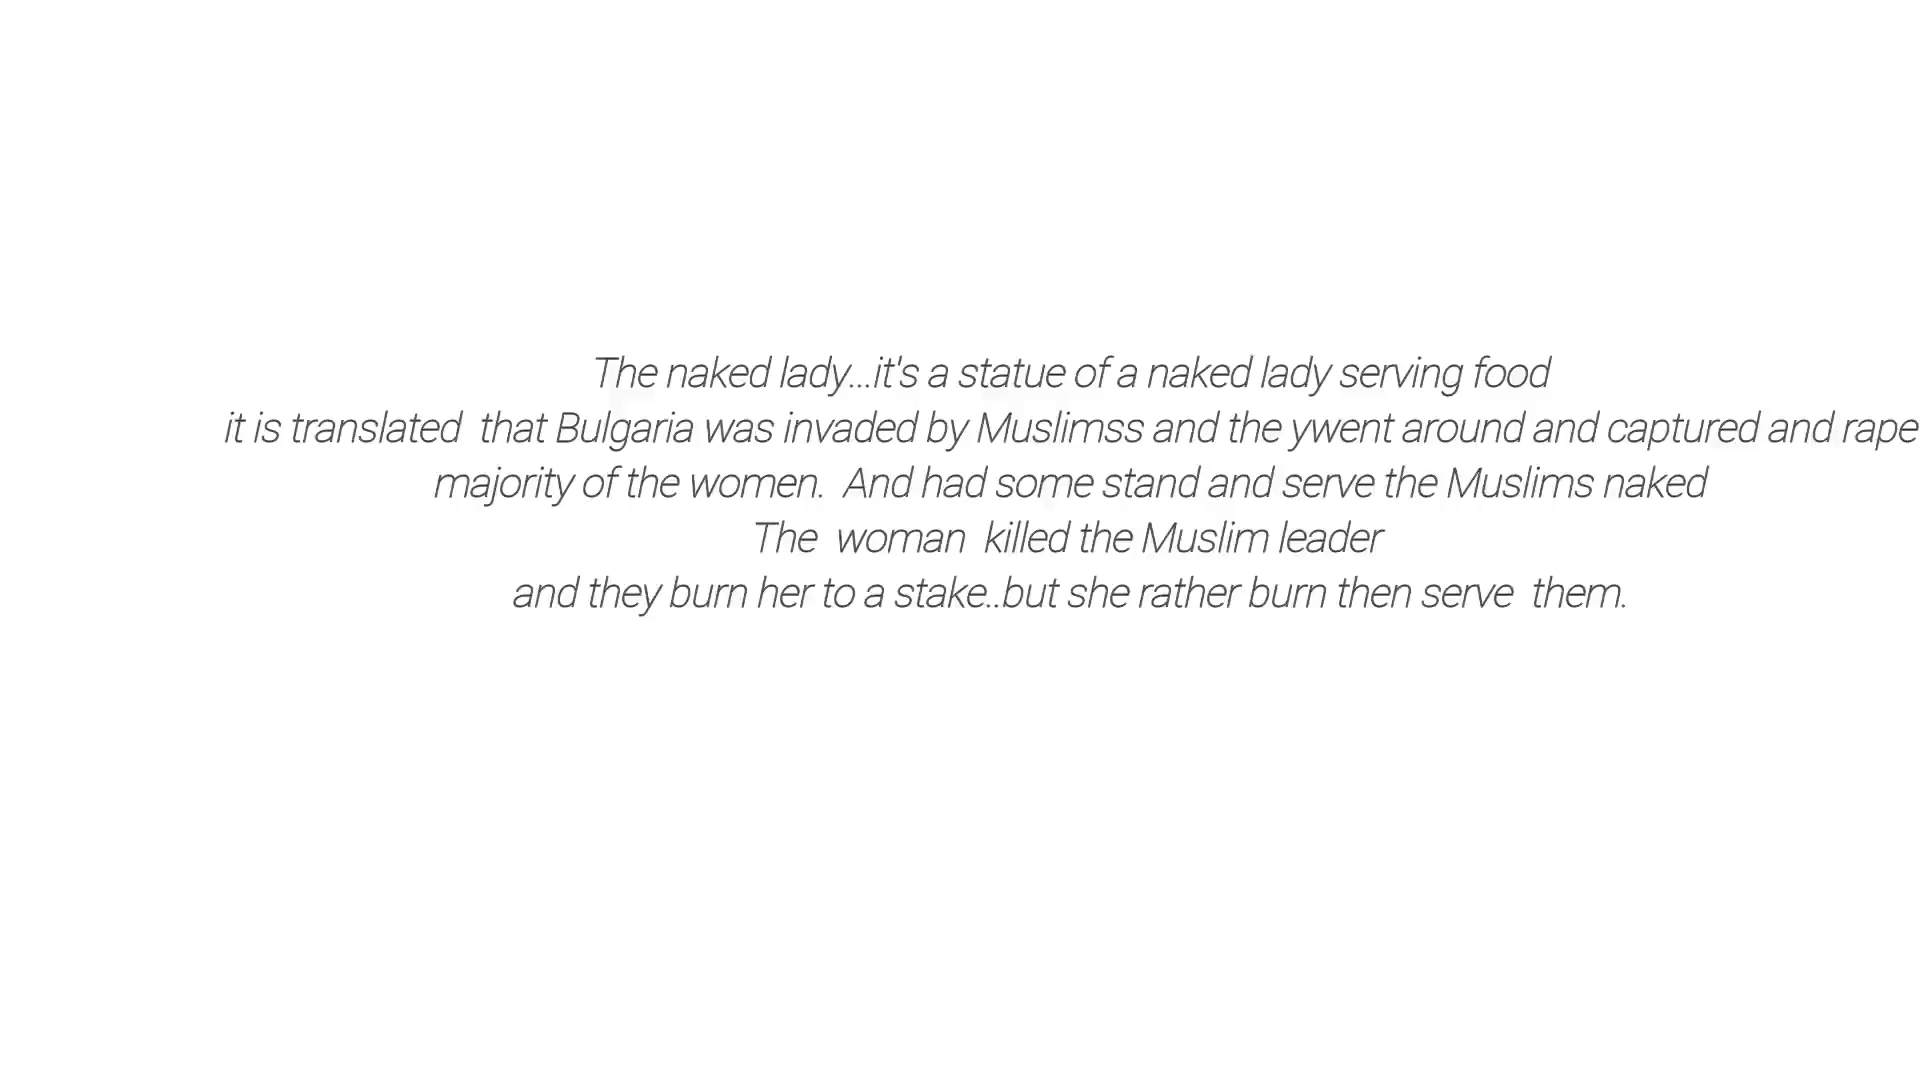 The naked lady...it's a statue of a naked lady serving food
it is translated  that Bulgaria was invaded by Muslimss and the ywent around and captured and rape
majority of the women.  And had some stand and serve the Muslims naked
The  woman  killed the Muslim leader
and they burn her to a stake..but she rather burn then serve  them.